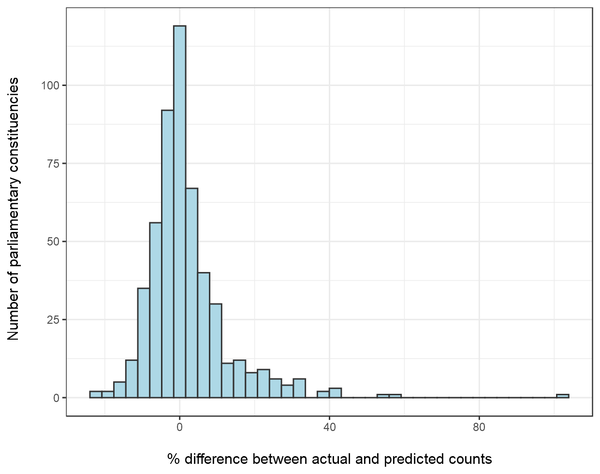 Number of parliamentary constituencies
100
75
50
25
0
0 40 80
% difference between actual and predicted counts